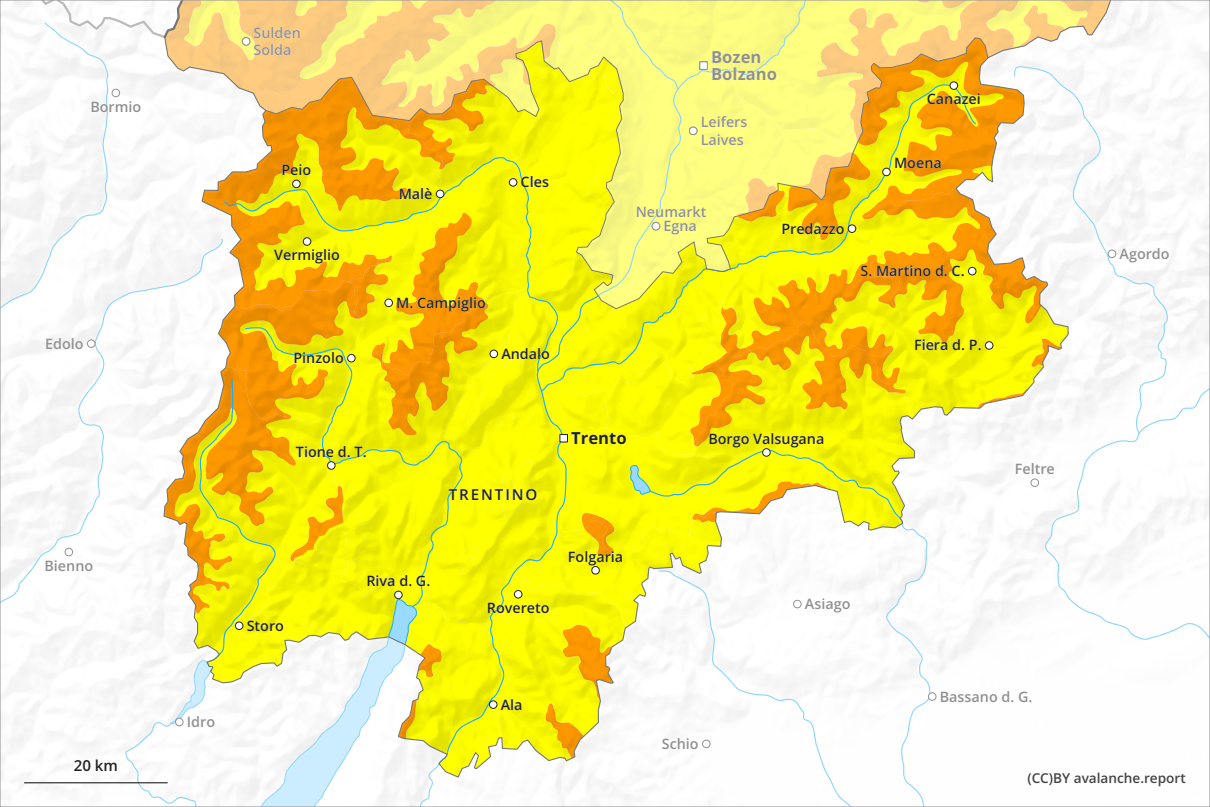 Sulden
Solda
Bozen
Bolzano
Bormio
Canazei
Leifers
Laives
Moena
Peio
Malè
Cles
Neumarkt
Egna
Predazzo
Vermiglio
Agordo
S. Martino d. C.
M. Campiglio
Edolo
Pinzolo
Andalo
Fiera d. P.
Trento
Borgo Valsugana
Tione d. T.
Feltre
TRENTINO
Bienno
Folgaria
Riva d. G.
Rovereto
Asiago
Storo
Bassano d. G.
Ala
Idro
Schio
20 km
(CC)BY avalanche.report